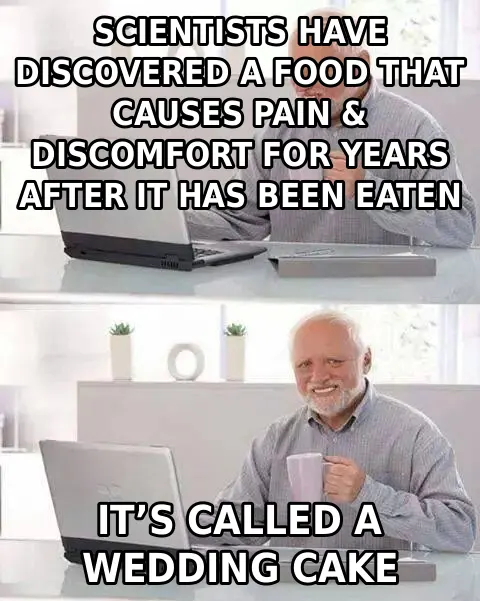 SCIENTISTS HAVE
DISCOVERED A FOOD THAT
CAUSES PAIN &
DISCOMFORT FOR YEARS
AFTER IT HAS BEEN EATEN
IT'S CALLED A
WEDDING CAKE